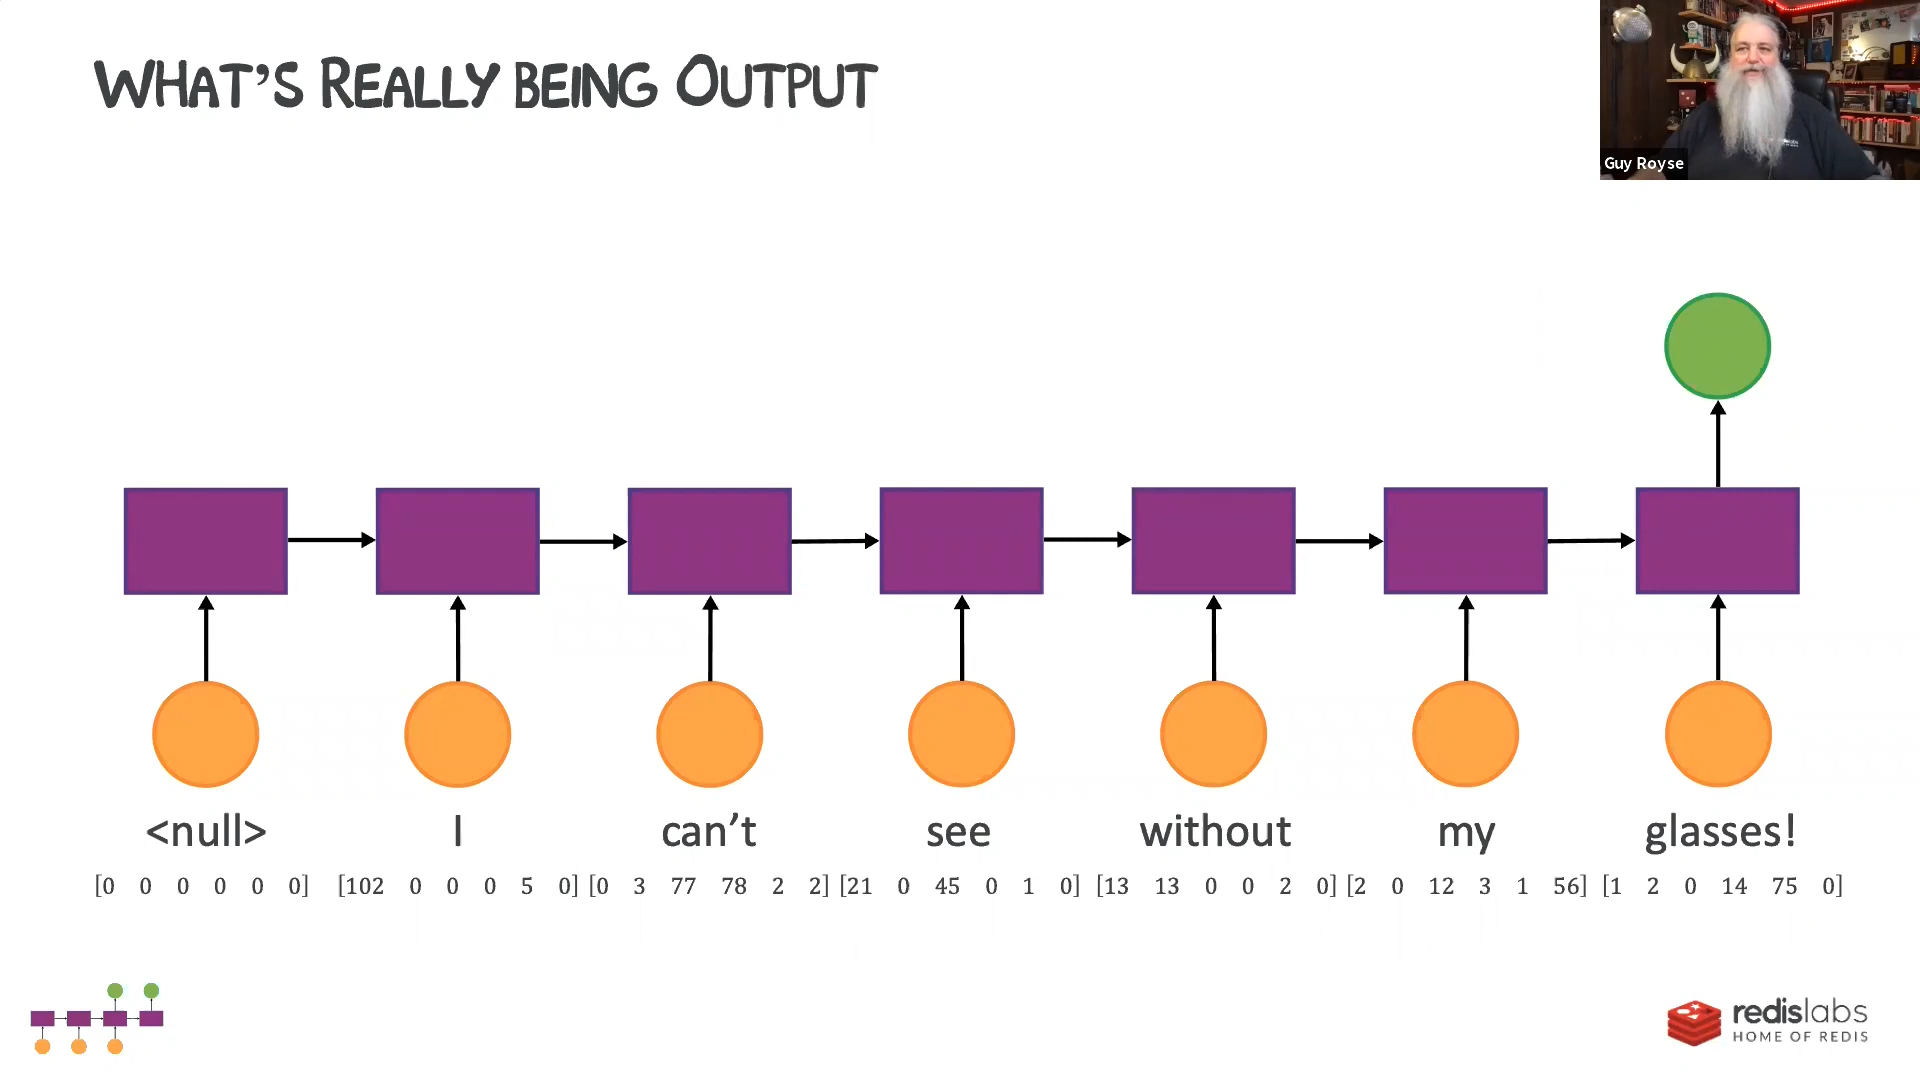 WHAT'S REALLY BEING OUTPUT
Guy Royse
<null> I can't see without my glasses!
[0 0 0 0 0 0] [102 0 0 0 5 0] [0 3 77 78 2 2] [21 0 45 0 1 0] [13 13 0 0 2 0] [2 0 12 3 1 56] [1 2 0 14 75 0]
redislabs
HOME OF REDIS